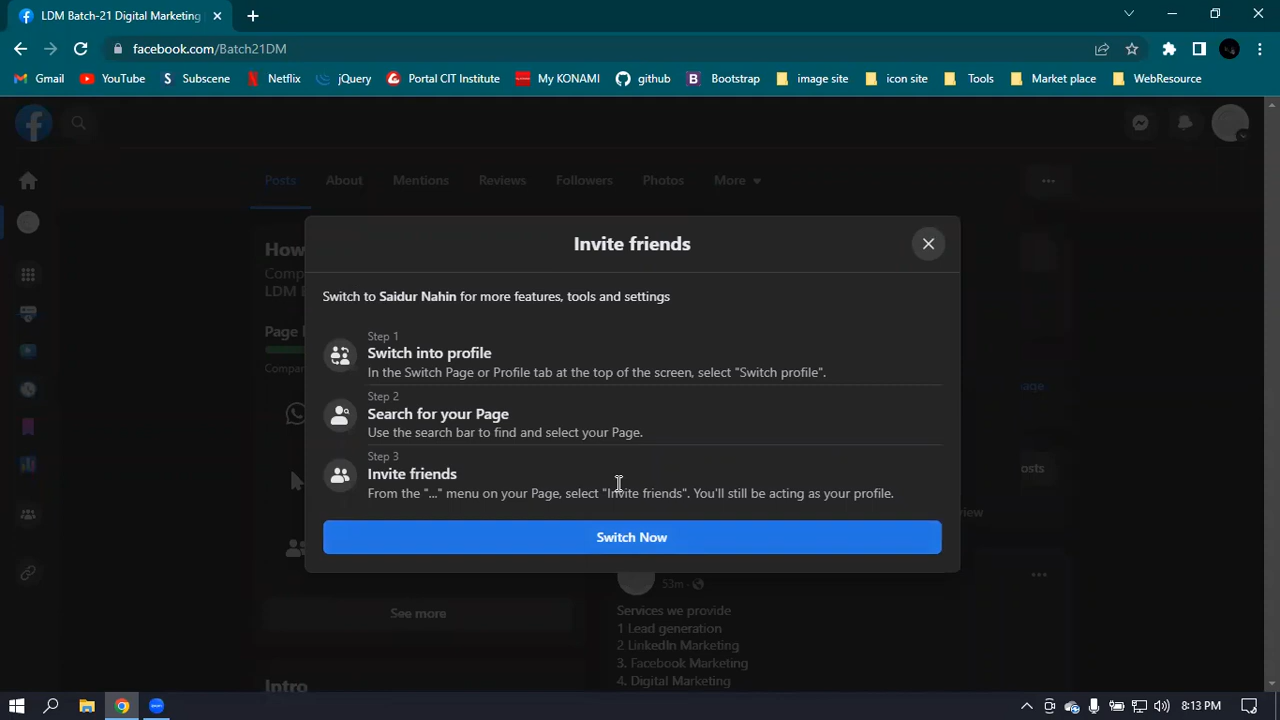 LDM Batch-21 Digital Marketing
facebook.com/Batch21DM
Gmail YouTube Subscene Netflix jQuery Portal CIT Institute My KONAMI github Bootstrap image site icon site Tools Market place WebResource
Posts About Mentions Reviews Followers Photos More
How
LDM
Page
Invite friends
Switch to Saidur Nahin for more features, tools and settings
Step 1
Switch into profile
In the Switch Page or Profile tab at the top of the screen, select "Switch profile".
Step 2
Search for your Page
Use the search bar to find and select your Page.
Step 3
Invite friends
From the "..." menu on your Page, select "Invite friends". You'll still be acting as your profile.
Switch Now
See more
Intro
53m
Services we provide
1 Lead generation
2 LinkedIn Marketing
3. Facebook Marketing
4. Digital Marketing
8:13 PM